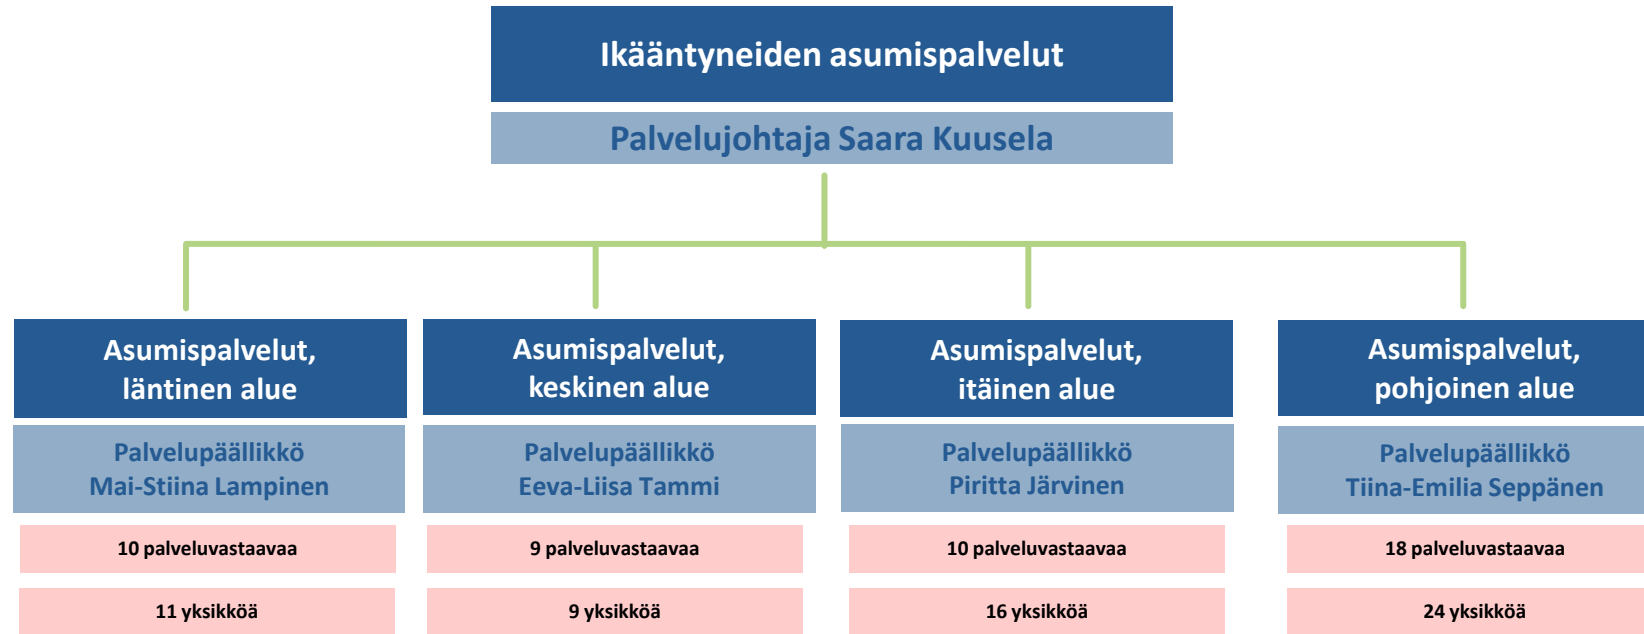 Ikääntyneiden asumispalvelut
Palvelujohtaja Saara Kuusela
Asumispalvelut,
läntinen alue
Palvelupäällikkö
Mai-Stiina Lampinen
10 palveluvastaavaa
11 yksikköä
Asumispalvelut,
keskinen alue
Palvelupäällikkö
Eeva-Liisa Tammi
9 palveluvastaavaa
9 yksikköä
Asumispalvelut,
itäinen alue
Palvelupäällikkö
Piritta Järvinen
10 palveluvastaavaa
16 yksikköä
Asumispalvelut,
pohjoinen alue
Palvelupäällikkö
Tiina-Emilia Seppänen
18 palveluvastaavaa
24 yksikköä